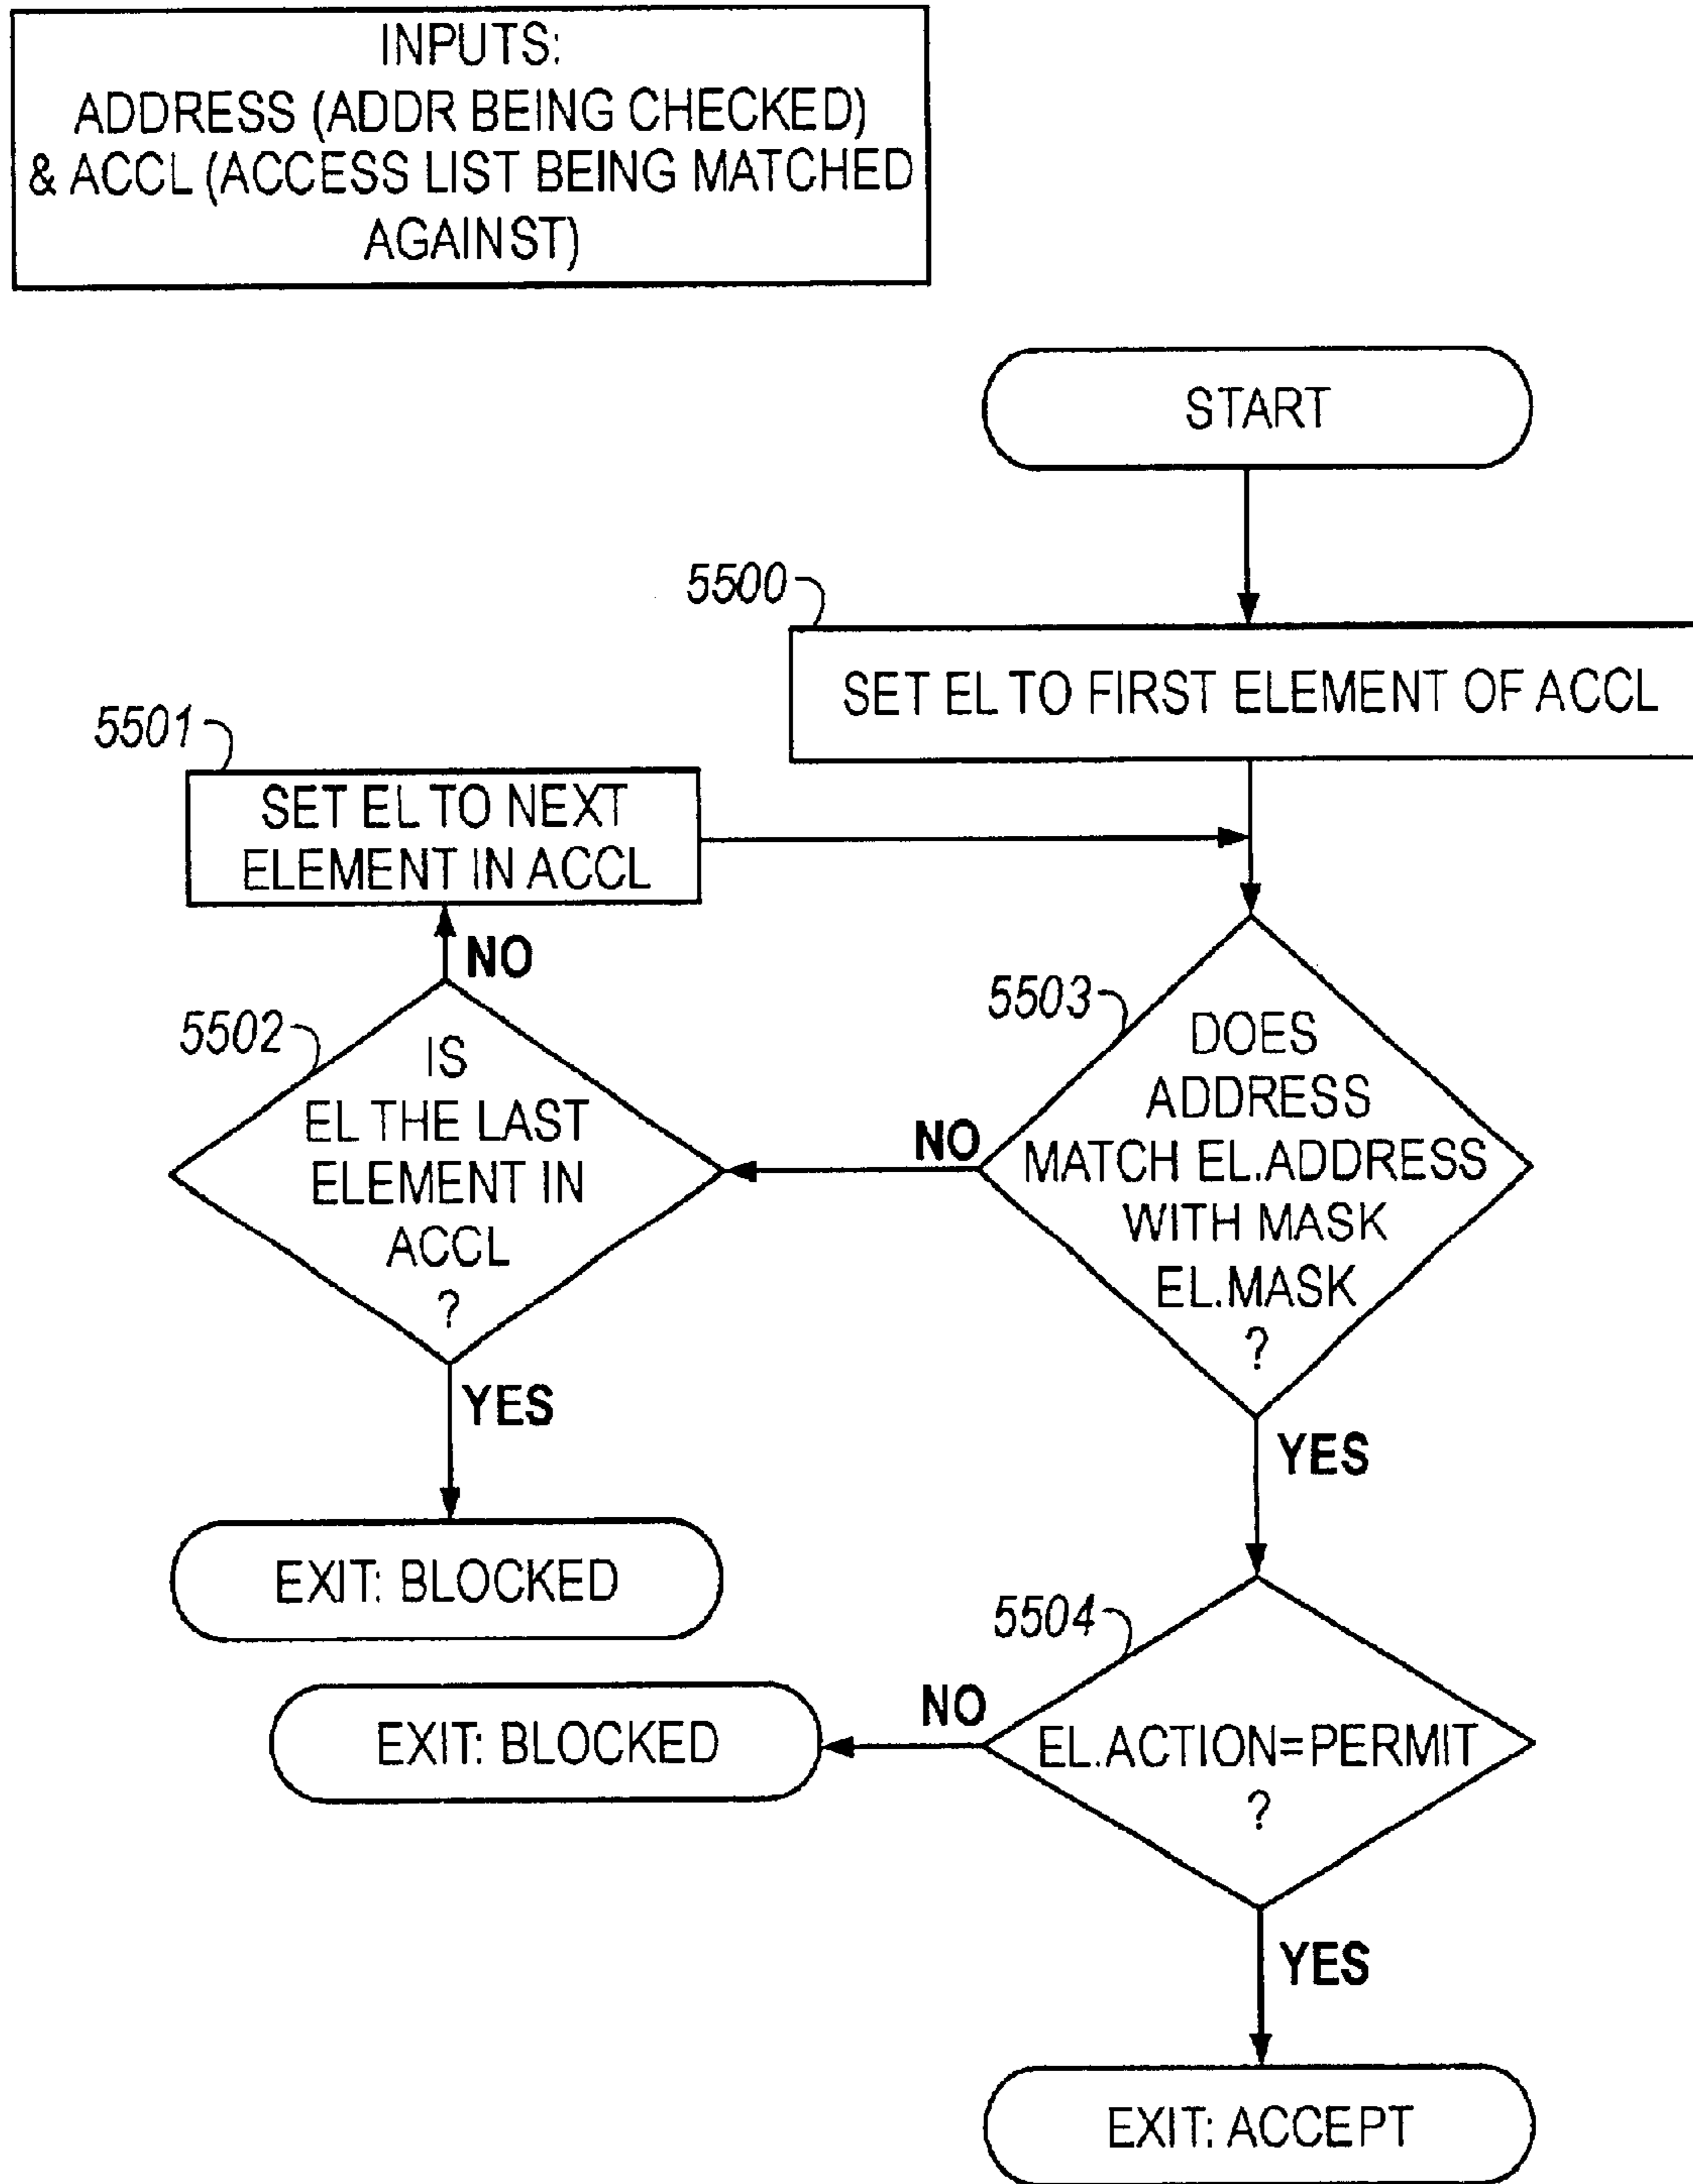 INPUTS:
ADDRESS (ADDR BEING CHECKED)
& ACCL (ACCESS LIST BEING MATCHED
AGAINST)
START
5500
SET EL TO FIRST ELEMENT OF ACCL
5501
SET EL TO NEXT
ELEMENT IN ACCL
NO
5502
IS
EL THE LAST
ELEMENT IN
ACCL
?
5503
DOES
ADDRESS
MATCH EL.ADDRESS
WITH MASK
EL.MASK
?
NO
YES
EXIT: BLOCKED
YES
5504
EL.ACTION=PERMIT
?
NO
EXIT: BLOCKED
YES
EXIT: ACCEPT